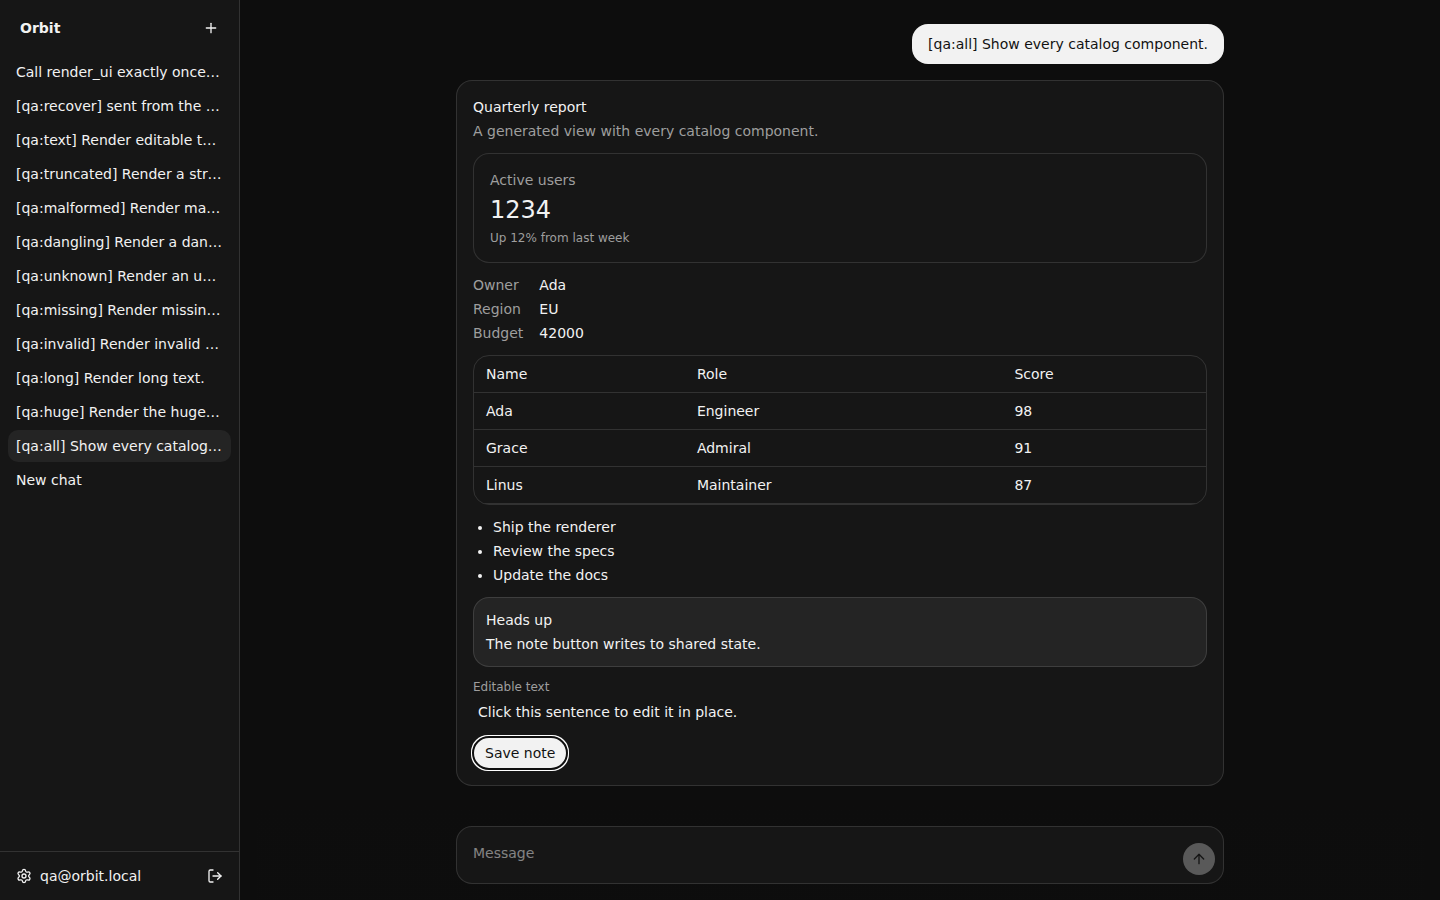 Orbit
Call render_ui exactly once…
[qa:recover] sent from the …
[qa:text] Render editable t…
[qa:truncated] Render a str…
[qa:malformed] Render ma…
[qa:dangling] Render a dan…
[qa:unknown] Render an u…
[qa:missing] Render missin…
[qa:invalid] Render invalid …
[qa:long] Render long text.
[qa:huge] Render the huge…
[qa:all] Show every catalog…
New chat
qa@orbit.local
[qa:all] Show every catalog component.
Quarterly report
A generated view with every catalog component.
Active users
1234
Up 12% from last week
Owner Ada
Region EU
Budget 42000
Name Role Score
Ada Engineer 98
Grace Admiral 91
Linus Maintainer 87
• Ship the renderer
• Review the specs
• Update the docs
Heads up
The note button writes to shared state.
Editable text
Click this sentence to edit it in place.
Save note
Message